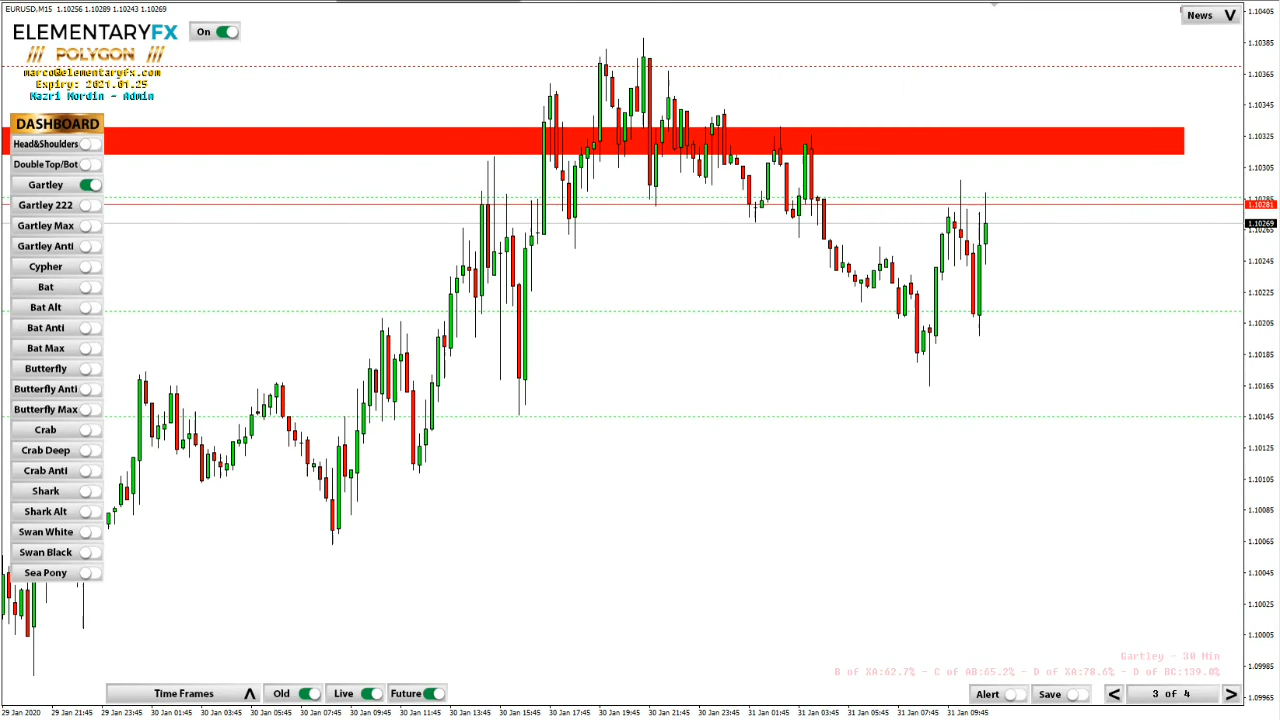 EURUSD,M15 1.10256 1.10289 1.10243 1.10269
ELEMENTARYFX
On
News V
/// POLYGON ///
marco@elementaryfx.com
Expiry: 2021.01.25
Mazri Mordin - Admin
DASHBOARD
Head&Shoulders
Double Top/Bot
Gartley
Gartley 222
Gartley Max
Gartley Anti
Cypher
Bat
Bat Alt
Bat Anti
Bat Max
Butterfly
Butterfly Anti
Butterfly Max
Crab
Crab Deep
Crab Anti
Shark
Shark Alt
Swan White
Swan Black
Sea Pony
1.10405
1.10385
1.10365
1.10345
1.10325
1.10305
1.10281
1.10269
1.10265
1.10245
1.10225
1.10205
1.10185
1.10165
1.10145
1.10125
1.10105
1.10085
1.10065
1.10045
1.10025
1.10005
1.09985
1.09965
Gartley - 30 Min
B of XA:62.7% - C of AB:65.2% - D of XA:78.6% - D of BC:139.0%
Time Frames Old Live Future Alert Save < 3 of 4 >
29 Jan 2020 29 Jan 21:45 29 Jan 23:45 30 Jan 01:45 30 Jan 03:45 30 Jan 05:45 30 Jan 07:45 30 Jan 09:45 30 Jan 11:45 30 Jan 13:45 30 Jan 15:45 30 Jan 17:45 30 Jan 19:45 30 Jan 21:45 30 Jan 23:45 31 Jan 01:45 31 Jan 03:45 31 Jan 05:45 31 Jan 07:45 31 Jan 09:45